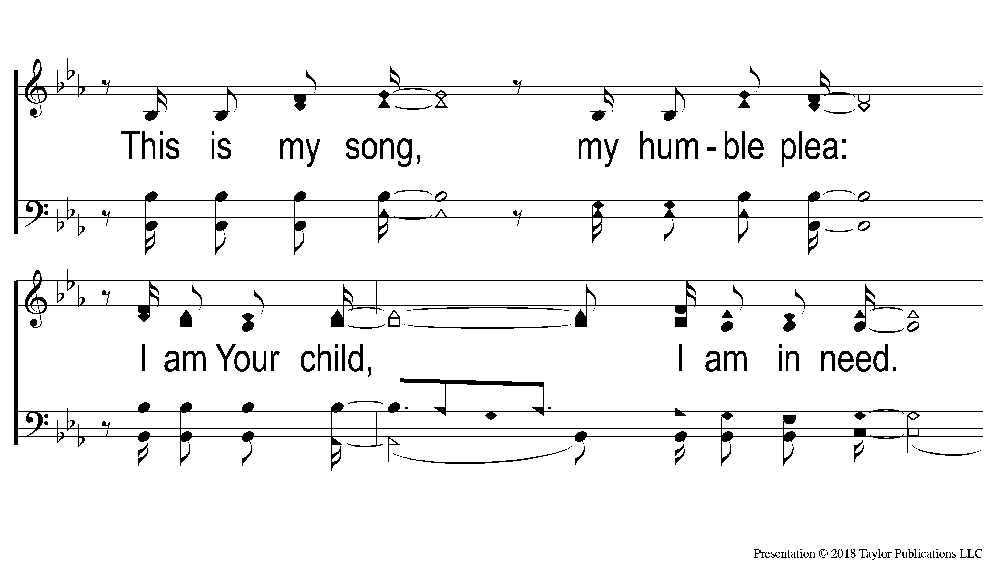 This is my song, my hum - ble plea:
I am Your child, I am in need.
Presentation © 2018 Taylor Publications LLC